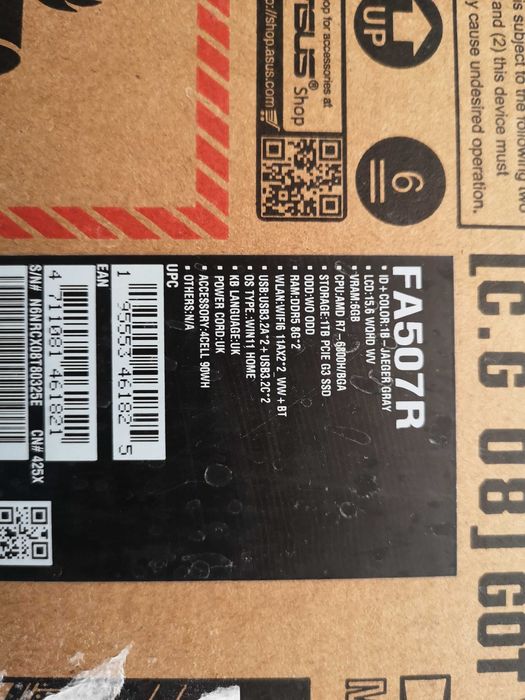 is subject to the following two
and (2) this device must
y cause undesired operation.
UP
6
op for accessories at
ASUS® Shop
p://shop.asus.com
[C.G 08] GOT
FA507R
▪ ID+COLOR:1B-JAEGER GRAY
▪ LCD:15.6 WQHD WV
▪ VRAM:6GB
▪ CPU:AMD R7-6800H/BGA
▪ STORAGE:1TB PCIE G3 SSD
▪ ODD:W/O ODD
▪ RAM:DDR5 8G*2
▪ WLAN:WIFI6 11AX2*2_WW+BT
▪ USB:USB3.2A*2+USB3.2C*2
▪ OS TYPE:WIN11 HOME
▪ KB LANGUAGE:UK
▪ POWER CORD:UK
▪ ACCESSORY:4CELL 90WH
▪ OTHERS:N/A
UPC
1 95553 46182 5
EAN
4 711081 461821
S/N# N6NRCX08T80325E CN# 425X